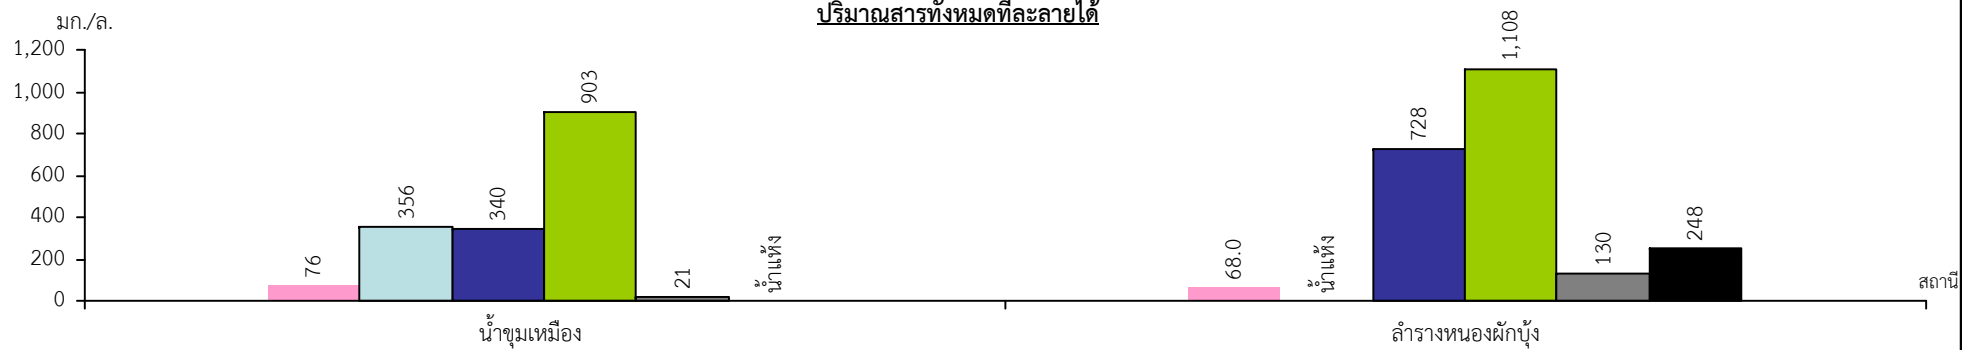 ปริมาณสารทั้งหมดที่ละลายได้
มก./ล.
1,200
1,000
800
600
400
200
0
76
356
340
903
21
น้ำแห้ง
68.0
น้ำแห้ง
728
1,108
130
248
สถานี
น้ำขุมเหมือง
ลำรางหนองผักบุ้ง